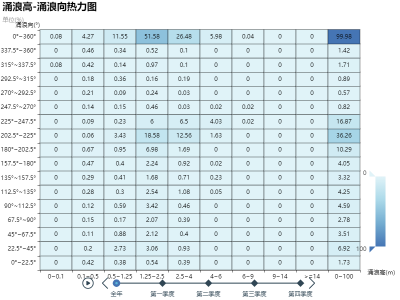 涌浪高-涌浪向热力图
单位(%)
涌浪向(°)
0°~360° 0.08 4.27 11.55 51.58 26.48 5.98 0.04 0 0 99.98
337.5°~360° 0 0.46 0.34 0.52 0.1 0 0 0 0 1.42
315°~337.5° 0.08 0.42 0.14 0.97 0.1 0 0 0 0 1.71
292.5°~315° 0 0.18 0.36 0.16 0.19 0 0 0 0 0.89
270°~292.5° 0 0.21 0.09 0.24 0.03 0 0 0 0 0.57
247.5°~270° 0 0.14 0.15 0.46 0.03 0.02 0.02 0 0 0.82
225°~247.5° 0 0.09 0.23 6 6.5 4.03 0.02 0 0 16.87
202.5°~225° 0 0.06 3.43 18.58 12.56 1.63 0 0 0 36.26
180°~202.5° 0 0.67 0.95 6.98 1.69 0 0 0 0 10.29
157.5°~180° 0 0.47 0.4 2.24 0.92 0.02 0 0 0 4.05
135°~157.5° 0 0.29 0.41 1.68 0.71 0.23 0 0 0 3.32
112.5°~135° 0 0.28 0.3 2.54 1.08 0.05 0 0 0 4.25
90°~112.5° 0 0.12 0.59 3.42 0.46 0 0 0 0 4.59
67.5°~90° 0 0.15 0.17 2.07 0.39 0 0 0 0 2.78
45°~67.5° 0 0.11 0.88 2.12 0.4 0 0 0 0 3.51
22.5°~45° 0 0.2 2.73 3.06 0.93 0 0 0 0 6.92
0°~22.5° 0 0.42 0.38 0.54 0.39 0 0 0 0 1.73
0~0.1 0.1~0.5 0.5~1.25 1.25~2.5 2.5~4 4~6 6~9 9~14 >=14 0~100
涌浪高(m)
0
100
全年 第一季度 第二季度 第三季度 第四季度